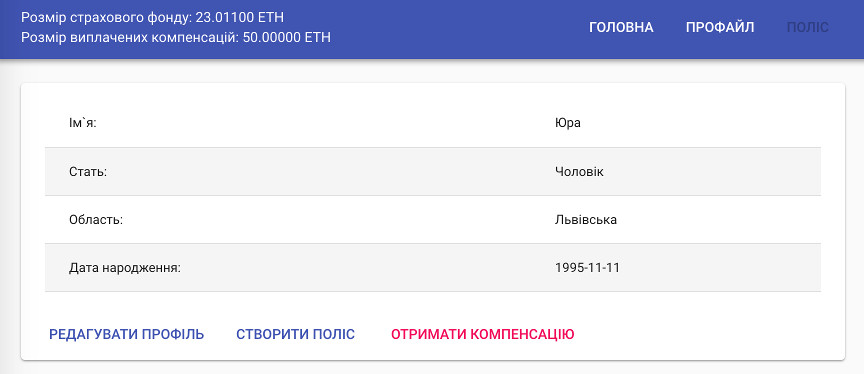 Розмір страхового фонду: 23.01100 ETH
Розмір виплачених компенсацій: 50.00000 ETH
ГОЛОВНА ПРОФАЙЛ ПОЛІС
Ім`я: Юра
Стать: Чоловік
Область: Львівська
Дата народження: 1995-11-11
РЕДАГУВАТИ ПРОФІЛЬ СТВОРИТИ ПОЛІС ОТРИМАТИ КОМПЕНСАЦІЮ